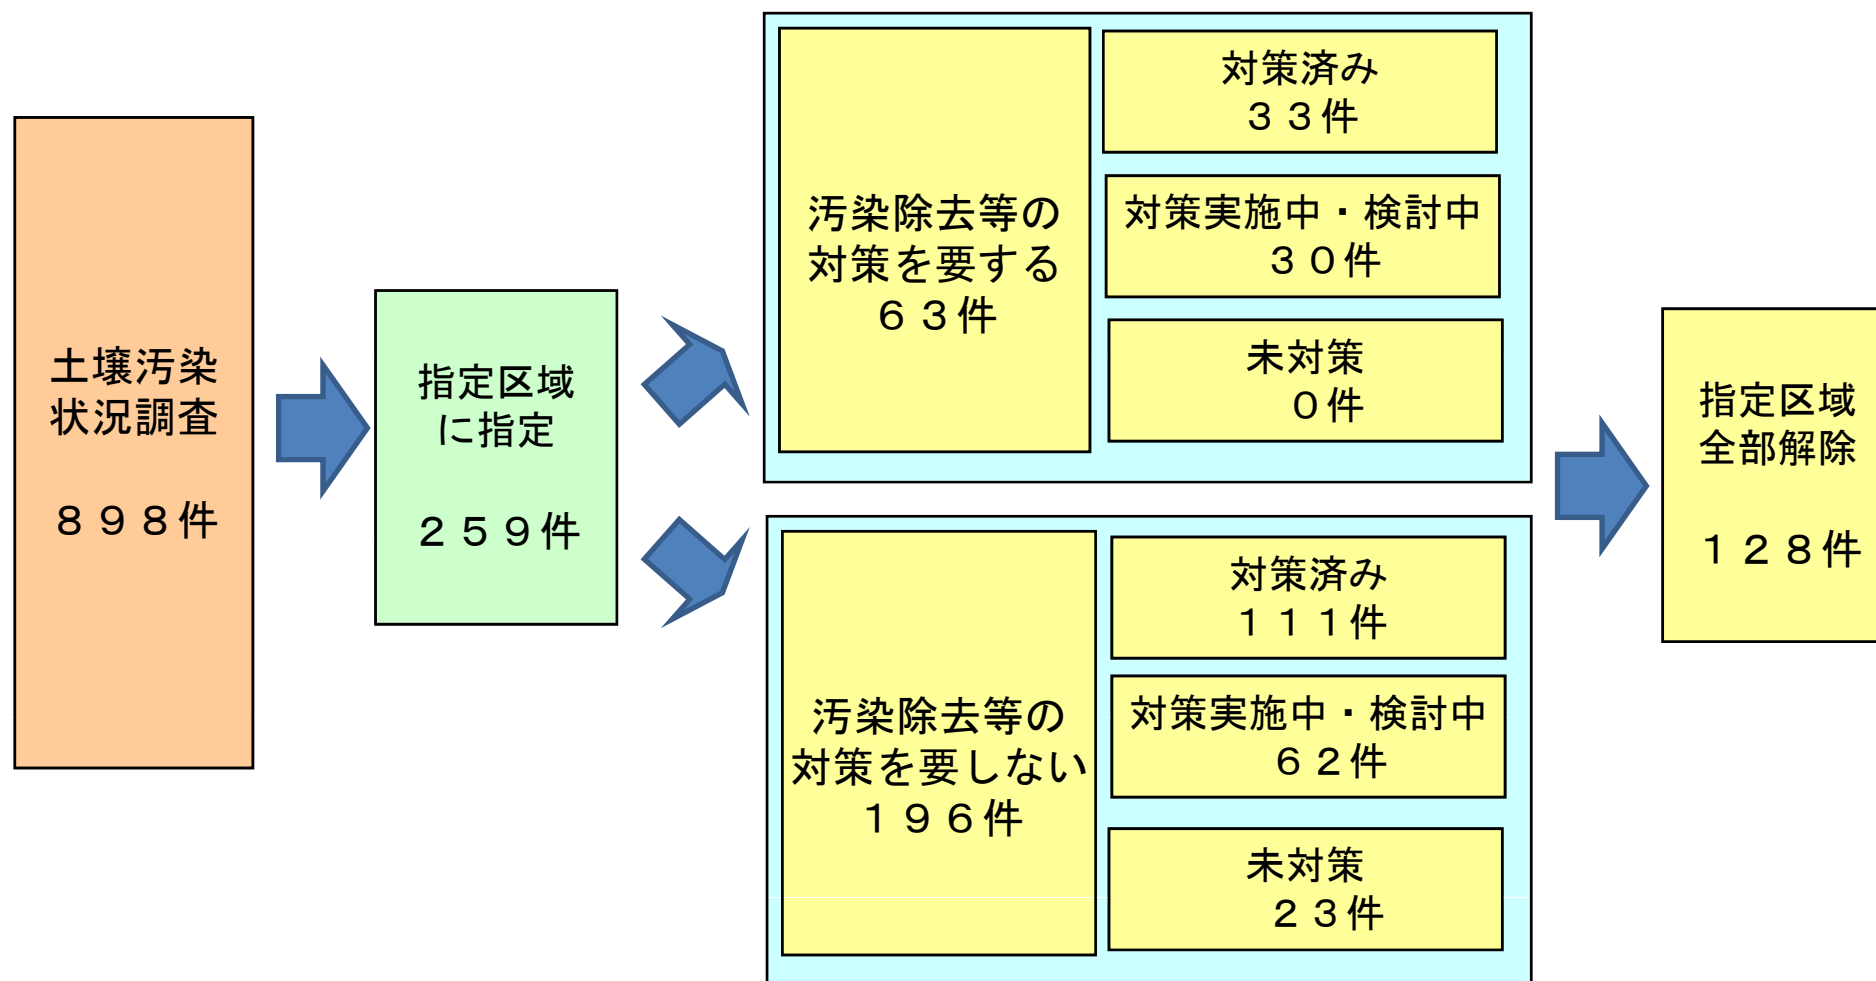 土壌汚染
状況調査
８９８件
指定区域
に指定
２５９件
汚染除去等の
対策を要する
６３件
対策済み
３３件
対策実施中・検討中
３０件
未対策
０件
汚染除去等の
対策を要しない
１９６件
対策済み
１１１件
対策実施中・検討中
６２件
未対策
２３件
指定区域
全部解除
１２８件